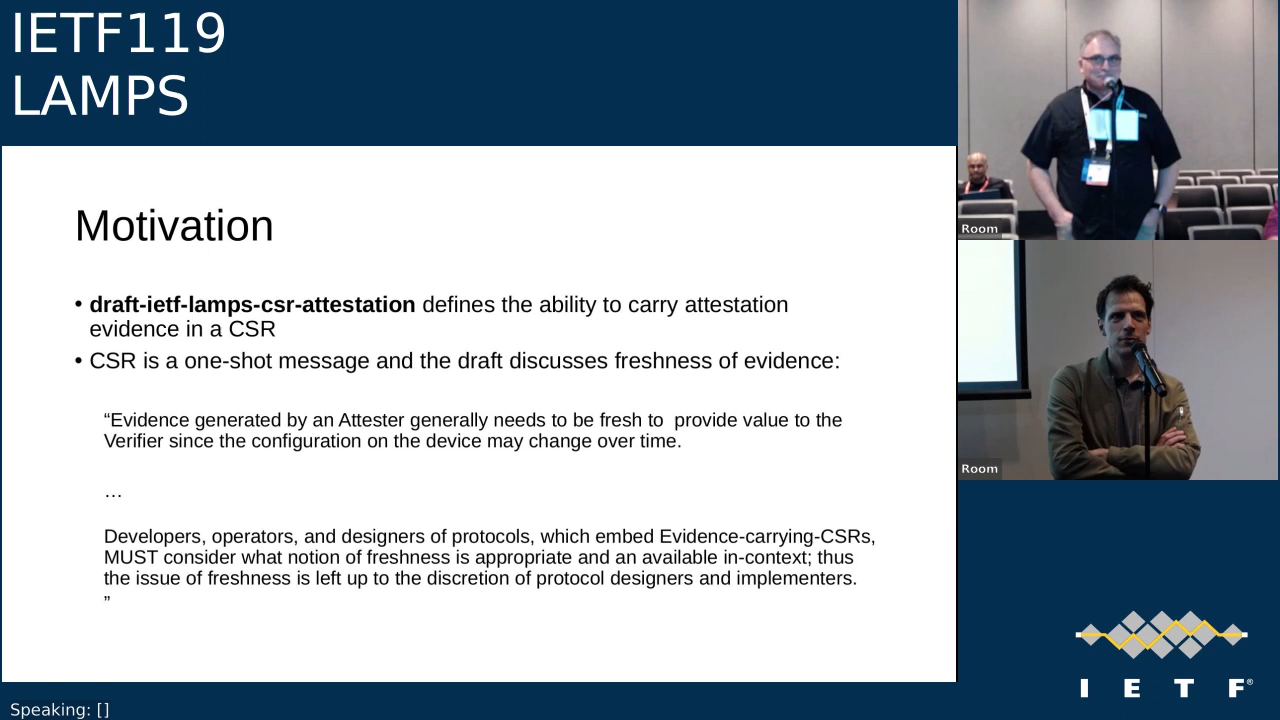 IETF119
LAMPS
Motivation
• draft-ietf-lamps-csr-attestation defines the ability to carry attestation
evidence in a CSR
• CSR is a one-shot message and the draft discusses freshness of evidence:
“Evidence generated by an Attester generally needs to be fresh to  provide value to the
Verifier since the configuration on the device may change over time.
…
Developers, operators, and designers of protocols, which embed Evidence-carrying-CSRs,
MUST consider what notion of freshness is appropriate and an available in-context; thus
the issue of freshness is left up to the discretion of protocol designers and implementers.
”
Room
Room
I E T F®
Speaking: []